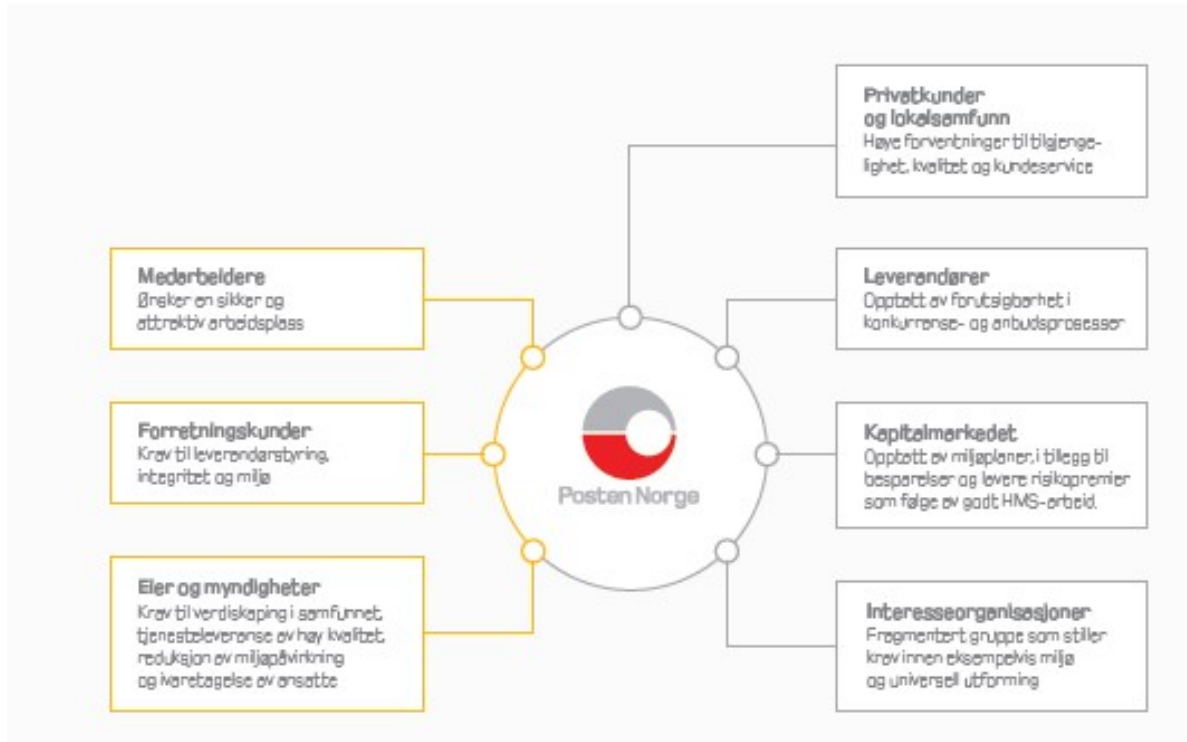 Privatkunder
og lokalsamfunn
Høye forventninger til tilgjenge-
lighet, kvalitet og kundeservice
Medarbeidere
Ønsker en sikker og
attraktiv arbeidsplass
Leverandører
Opptatt av forutsigbarhet i
konkurranse- og anbudsprosesser
Forretningskunder
Krav til leverandørstyring,
integritet og miljø
Posten Norge
Kapitalmarkedet
Opptatt av miljøplaner, i tillegg til
besparelser og lavere risikopremier
som følge av godt HMS-arbeid.
Eier og myndigheter
Krav til verdiskaping i samfunnet,
tjenesteleveranse av høy kvalitet,
reduksjon av miljøpåvirkning
og ivaretagelse av ansatte
Interesseorganisasjoner
Fragmentert gruppe som stiller
krav innen eksempelvis miljø
og universell utforming